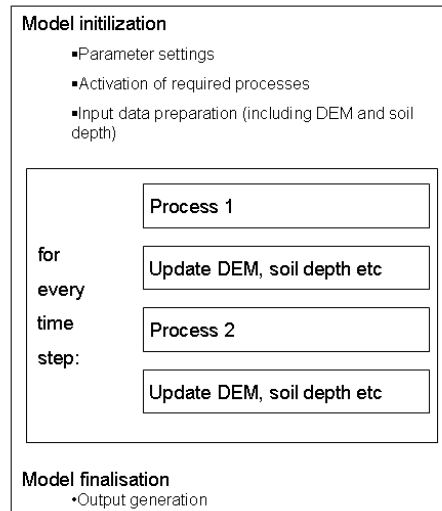 Model initilization
▪Parameter settings
▪Activation of required processes
▪Input data preparation (including DEM and soil
depth)
for
every
time
step:
Process 1
Update DEM, soil depth etc
Process 2
Update DEM, soil depth etc
Model finalisation
•Output generation